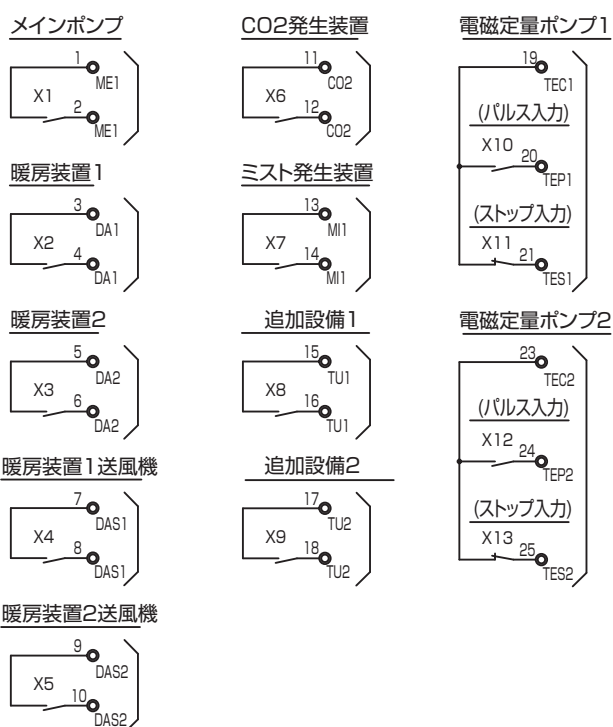 メインポンプ
1
ME1
X1
2
ME1
暖房装置1
3
DA1
X2
4
DA1
暖房装置2
5
DA2
X3
6
DA2
暖房装置1送風機
7
DAS1
X4
8
DAS1
暖房装置2送風機
9
DAS2
X5
10
DAS2
CO2発生装置
11
CO2
X6
12
CO2
ミスト発生装置
13
MI1
X7
14
MI1
追加設備1
15
TU1
X8
16
TU1
追加設備2
17
TU2
X9
18
TU2
電磁定量ポンプ1
19
TEC1
(パルス入力)
X10
20
TEP1
(ストップ入力)
X11
21
TES1
電磁定量ポンプ2
23
TEC2
(パルス入力)
X12
24
TEP2
(ストップ入力)
X13
25
TES2